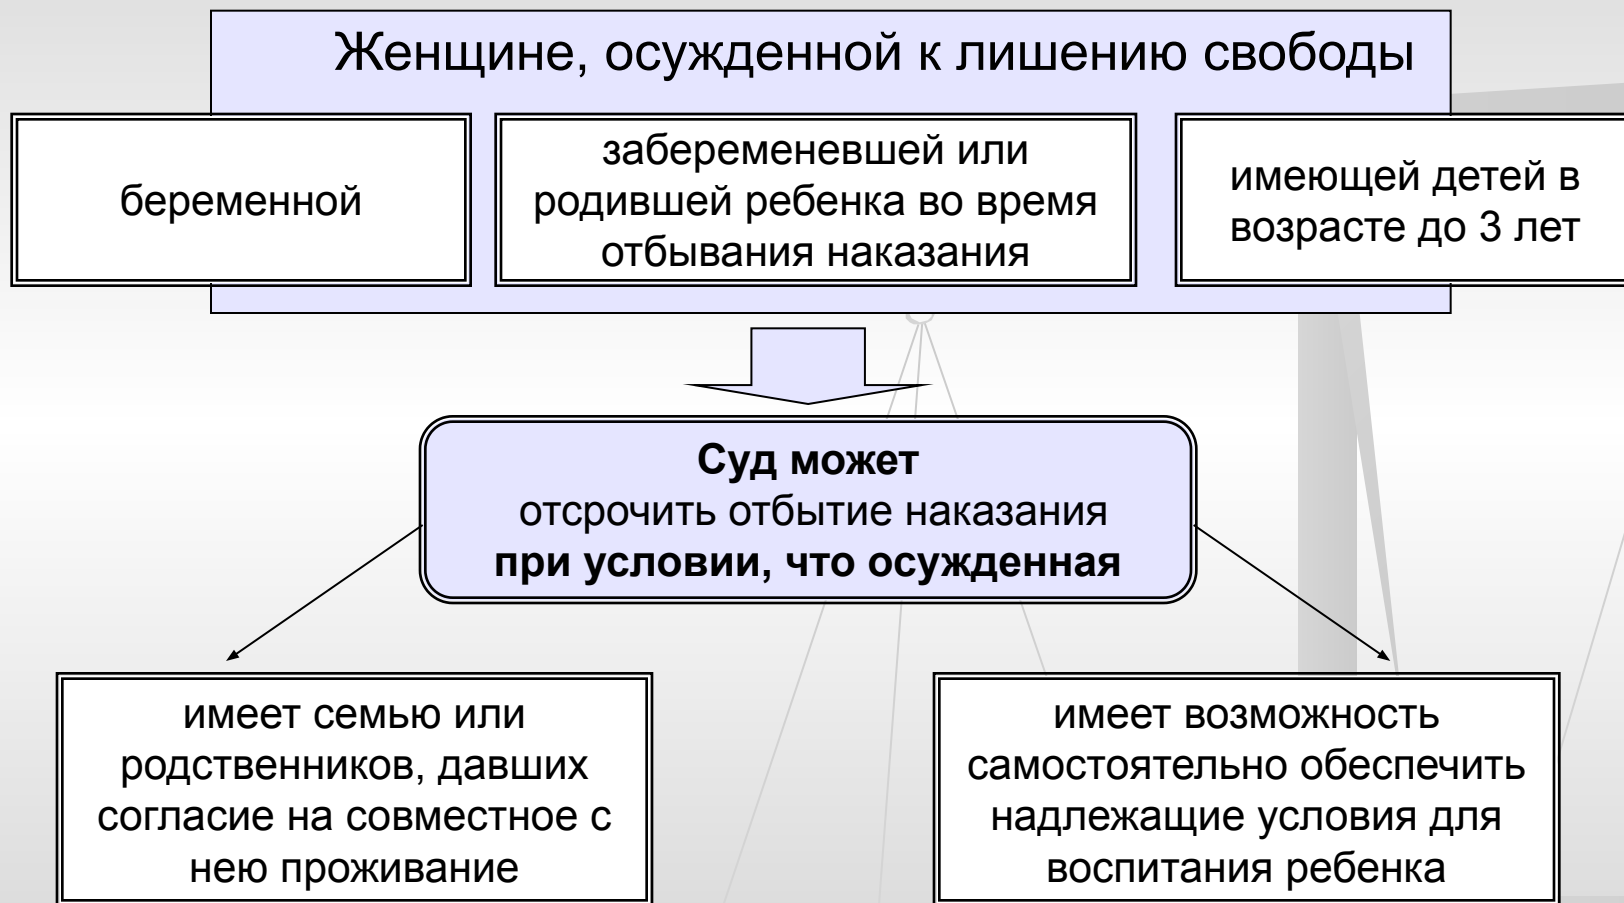 Женщине, осужденной к лишению свободы
беременной
забеременевшей или
родившей ребенка во время
отбывания наказания
имеющей детей в
возрасте до 3 лет
Суд может
отсрочить отбытие наказания
при условии, что осужденная
имеет семью или
родственников, давших
согласие на совместное с
нею проживание
имеет возможность
самостоятельно обеспечить
надлежащие условия для
воспитания ребенка